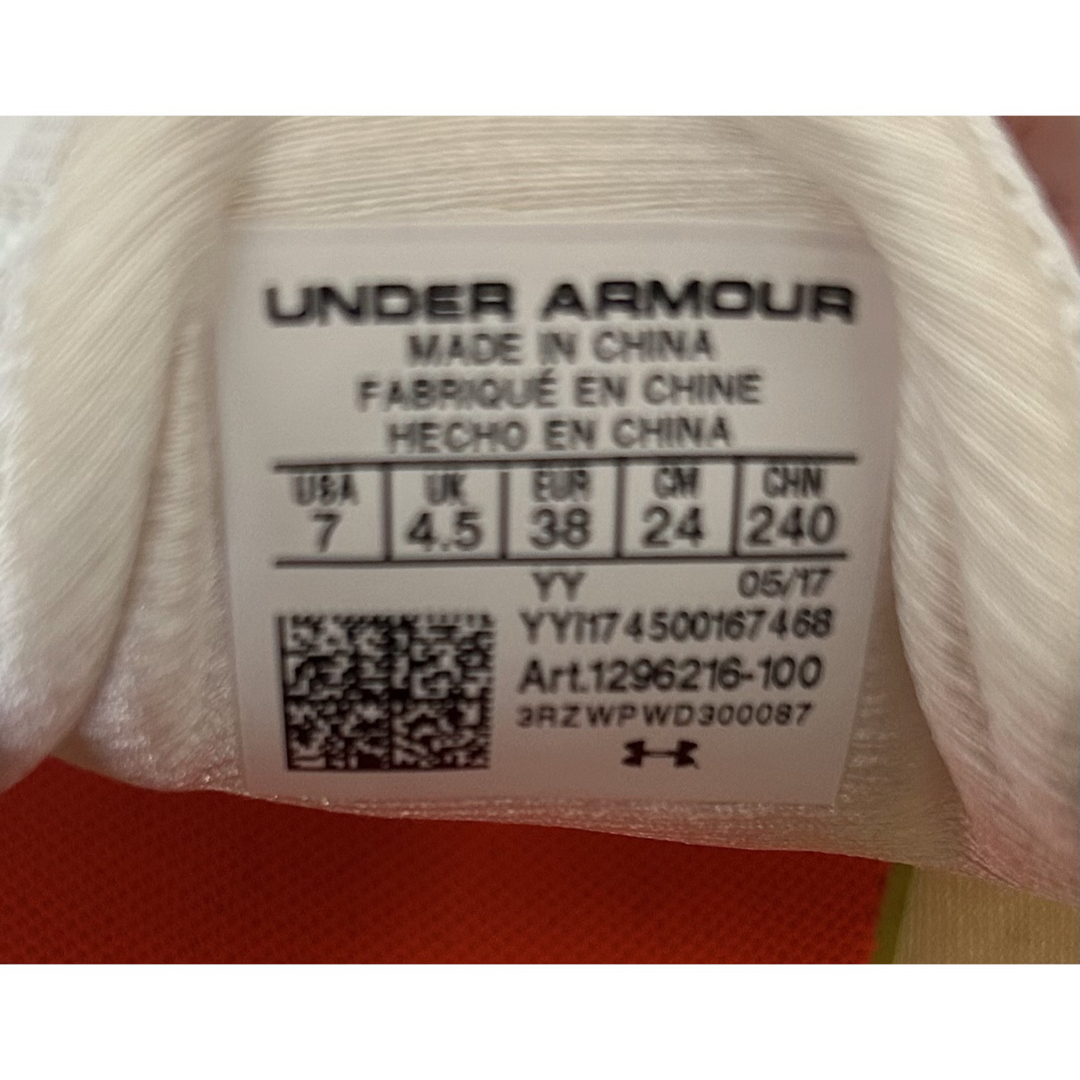 UNDER ARMOUR
MADE IN CHINA
FABRIQUÉ EN CHINE
HECHO EN CHINA
USA UK EUR CM CHN
7 4.5 38 24 240
YY 05/17
YYI174500167468
Art.1296216-100
3RZWPWD300087